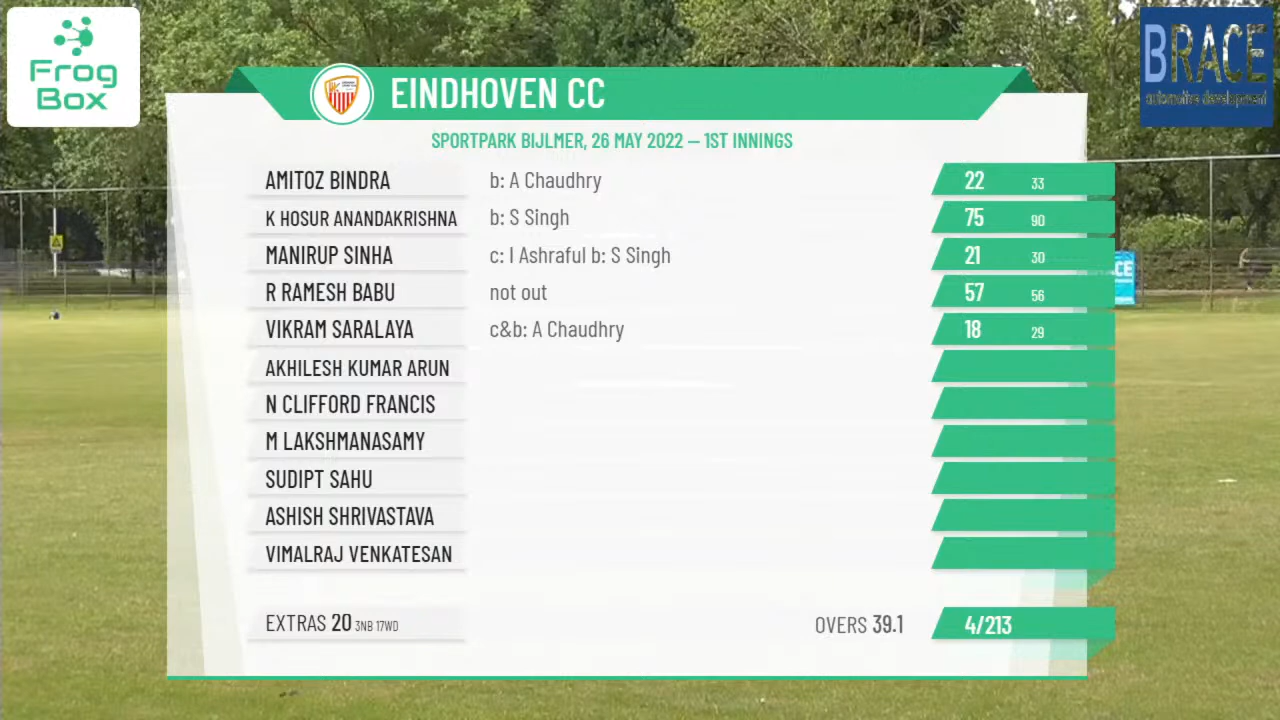 Frog
Box
BRACE
automotive development
EINDHOVEN CC
SPORTPARK BIJLMER, 26 MAY 2022 – 1ST INNINGS
AMITOZ BINDRA b: A Chaudhry 22 33
K HOSUR ANANDAKRISHNA b: S Singh 75 90
MANIRUP SINHA c: I Ashraful b: S Singh 21 30
R RAMESH BABU not out 57 56
VIKRAM SARALAYA c&b: A Chaudhry 18 29
AKHILESH KUMAR ARUN
N CLIFFORD FRANCIS
M LAKSHMANASAMY
SUDIPT SAHU
ASHISH SHRIVASTAVA
VIMALRAJ VENKATESAN
EXTRAS 20 3NB 17WD OVERS 39.1 4/213